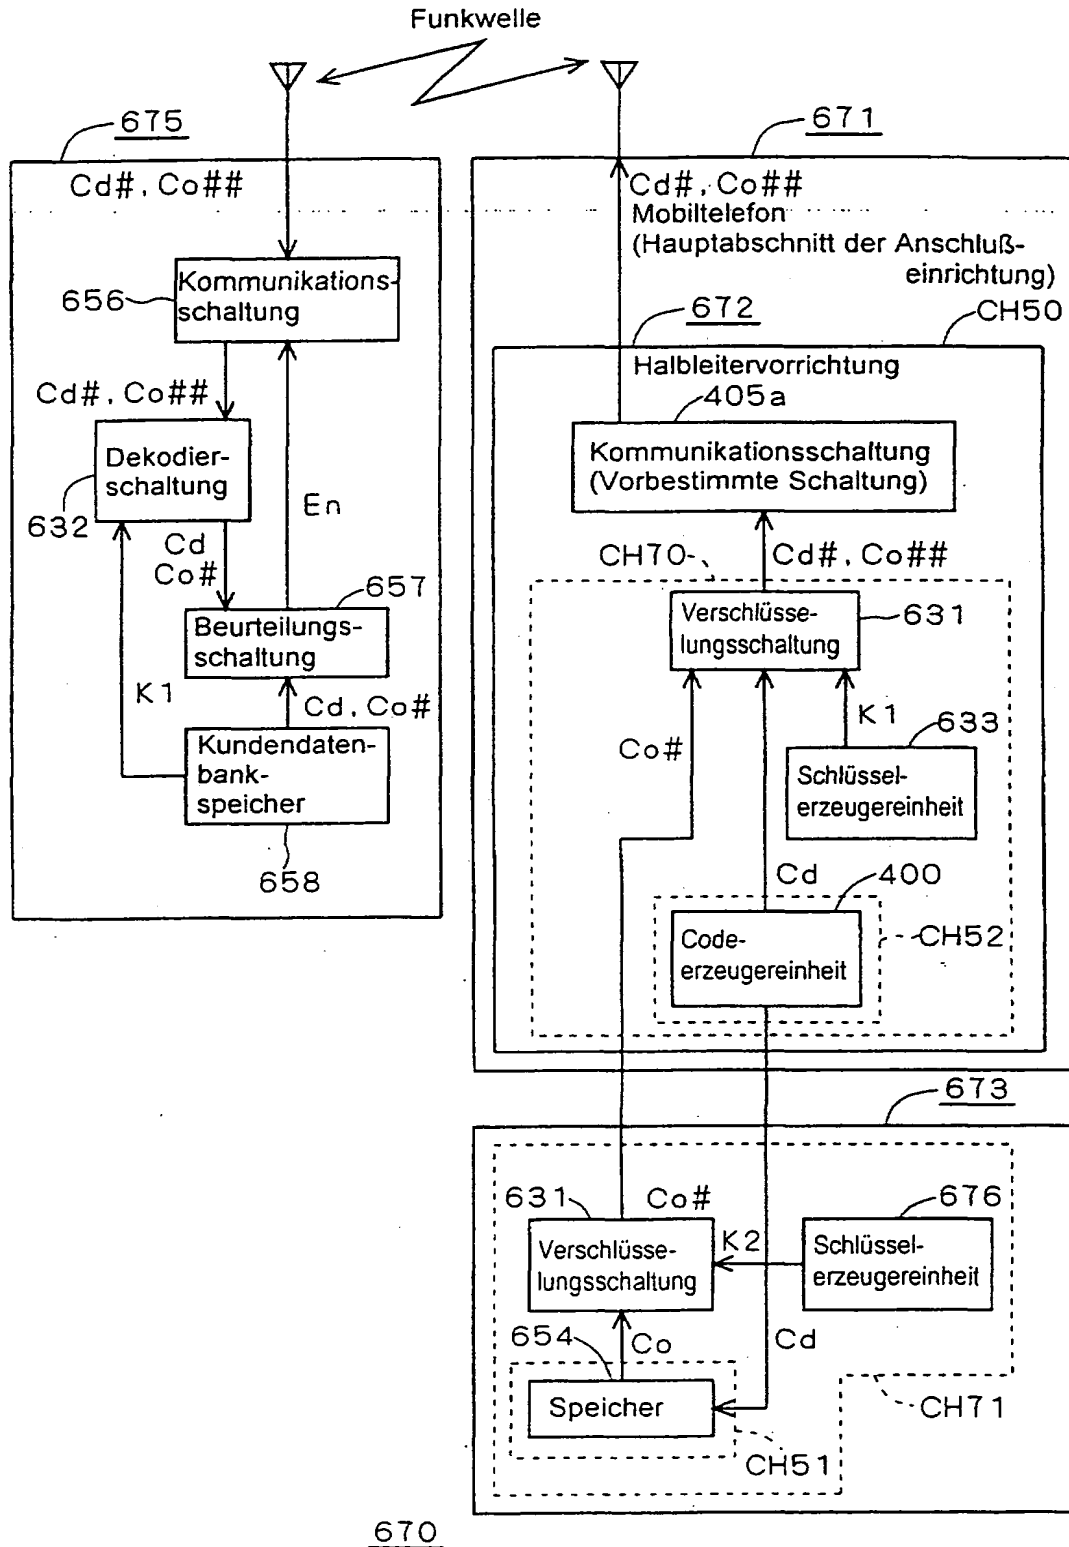 Funkwelle
675
671
Cd#, Co##
Cd#, Co##
Mobiltelefon
(Hauptabschnitt der Anschluß-
einrichtung)
Kommunikations-
schaltung
656
672
CH50
Halbleitervorrichtung
405a
Cd#, Co##
Kommunikationsschaltung
(Vorbestimmte Schaltung)
Dekodier-
schaltung
632
En
Cd
Co#
657
CH70
Cd#, Co##
Verschlüsse-
lungsschaltung
631
Beurteilungs-
schaltung
K1
Cd, Co#
K1
633
Co#
Kundendaten-
bank-
speicher
Schlüssel-
erzeugereinheit
658
Cd
400
Code-
erzeugereinheit
CH52
673
631
Co#
676
Verschlüsse-
lungsschaltung
K2
Schlüssel-
erzeugereinheit
654
Co
Cd
Speicher
CH71
CH51
670